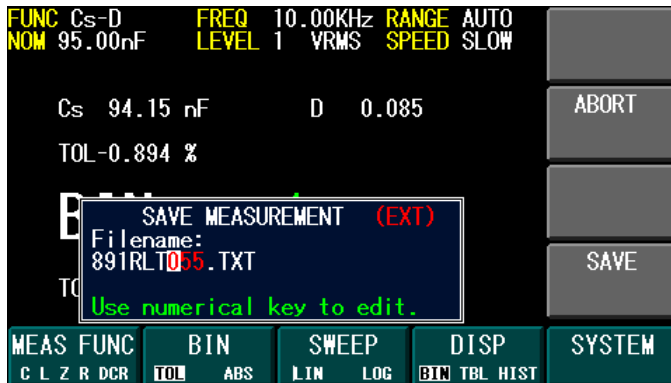 FUNC Cs-D FREQ 10.00KHz RANGE AUTO
NOM 95.00nF LEVEL 1 VRMS SPEED SLOW
Cs 94.15 nF D 0.085
ABORT
TOL-0.894 %
SAVE MEASUREMENT (EXT)
Filename:
891RLT055.TXT
SAVE
Use numerical key to edit.
MEAS FUNC BIN SWEEP DISP SYSTEM
C L Z R DCR TOL ABS LIN LOG BIN TBL HIST